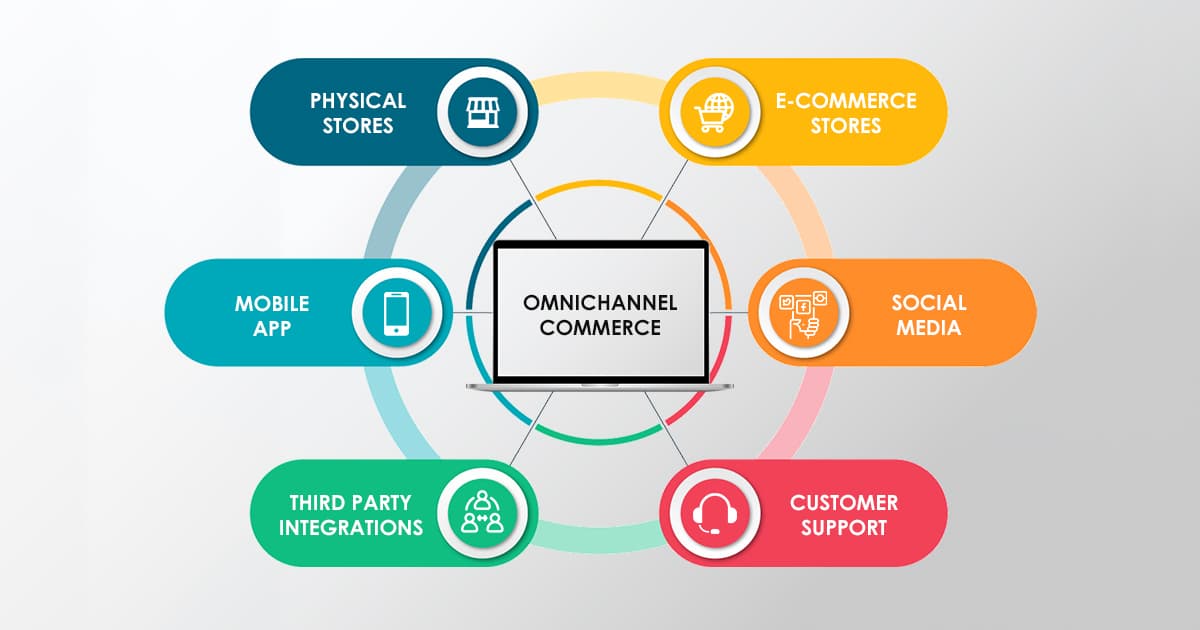 PHYSICAL
STORES
E-COMMERCE
STORES
MOBILE
APP
OMNICHANNEL
COMMERCE
SOCIAL
MEDIA
THIRD PARTY
INTEGRATIONS
CUSTOMER
SUPPORT